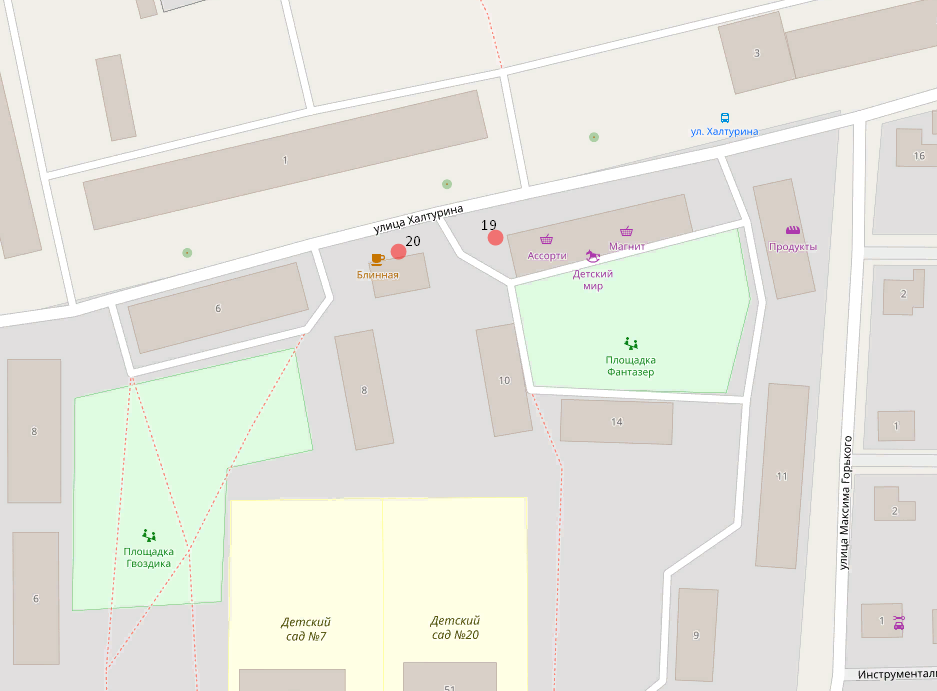 3
ул. Халтурина
1
16
улица Халтурина
19
20
Ассорти
Магнит
Продукты
Блинная
Детский
мир
2
6
Площадка
Фантазер
8
10
14
1
8
11
улица Максима Горького
2
Площадка
Гвоздика
6
Детский
сад №7
Детский
сад №20
9
1
Инструментальн
51